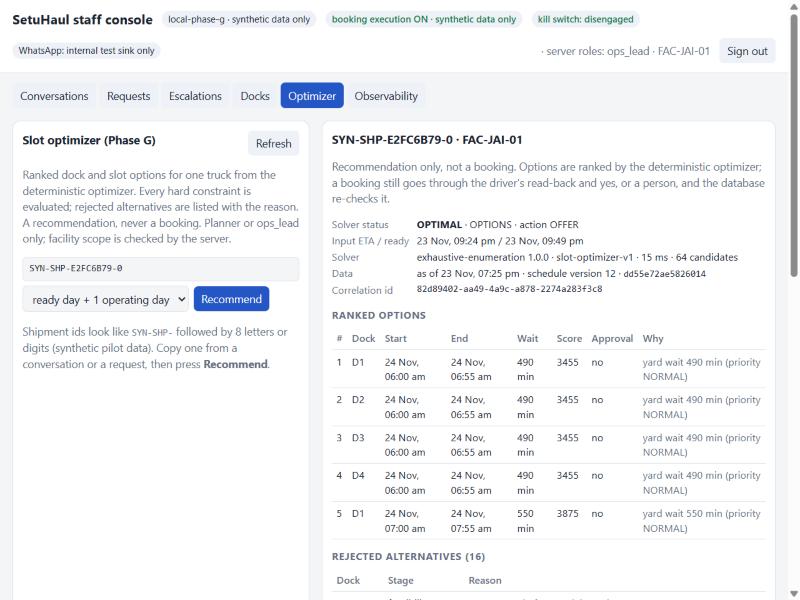 SetuHaul staff console
local-phase-g · synthetic data only
booking execution ON · synthetic data only
kill switch: disengaged
WhatsApp: internal test sink only
· server roles: ops_lead · FAC-JAI-01
Sign out
Conversations
Requests
Escalations
Docks
Optimizer
Observability
Slot optimizer (Phase G)
Refresh
Ranked dock and slot options for one truck from the
deterministic optimizer. Every hard constraint is
evaluated; rejected alternatives are listed with the reason.
A recommendation, never a booking. Planner or ops_lead
only; facility scope is checked by the server.
SYN-SHP-E2FC6B79-0
ready day + 1 operating day
Recommend
Shipment ids look like SYN-SHP- followed by 8 letters or
digits (synthetic pilot data). Copy one from a
conversation or a request, then press Recommend.
SYN-SHP-E2FC6B79-0 · FAC-JAI-01
Recommendation only, not a booking. Options are ranked by the deterministic optimizer;
a booking still goes through the driver's read-back and yes, or a person, and the database
re-checks it.
Solver status OPTIMAL · OPTIONS · action OFFER
Input ETA / ready 23 Nov, 09:24 pm / 23 Nov, 09:49 pm
Solver exhaustive-enumeration 1.0.0 · slot-optimizer-v1 · 15 ms · 64 candidates
Data as of 23 Nov, 07:25 pm · schedule version 12 · dd55e72ae5826014
Correlation id 82d89402-aa49-4a9c-a878-2274a283f3c8
RANKED OPTIONS
# Dock Start End Wait Score Approval Why
1 D1 24 Nov, 06:00 am 24 Nov, 06:55 am 490 min 3455 no yard wait 490 min (priority NORMAL)
2 D2 24 Nov, 06:00 am 24 Nov, 06:55 am 490 min 3455 no yard wait 490 min (priority NORMAL)
3 D3 24 Nov, 06:00 am 24 Nov, 06:55 am 490 min 3455 no yard wait 490 min (priority NORMAL)
4 D4 24 Nov, 06:00 am 24 Nov, 06:55 am 490 min 3455 no yard wait 490 min (priority NORMAL)
5 D1 24 Nov, 07:00 am 24 Nov, 07:55 am 550 min 3875 no yard wait 550 min (priority NORMAL)
REJECTED ALTERNATIVES (16)
Dock Stage Reason